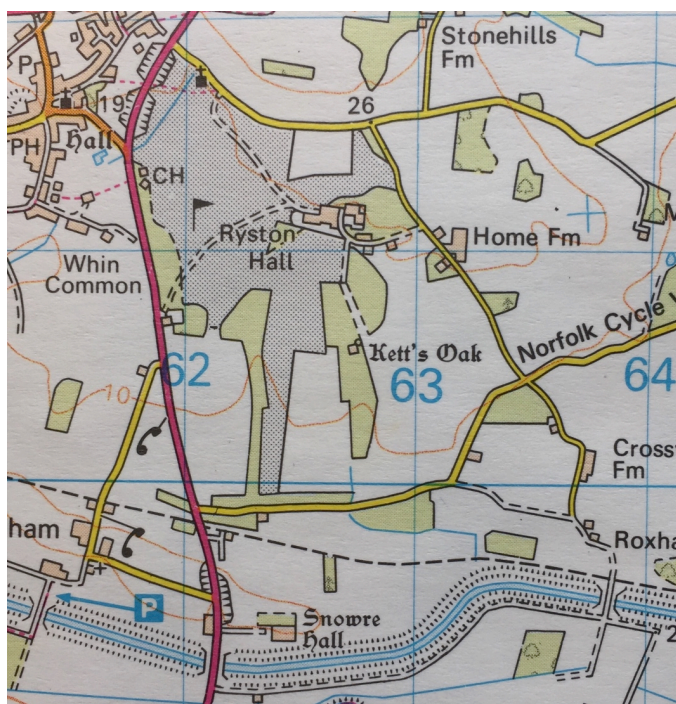 Stonehills
Fm
P
19
26
Hall
PH
CH
Ryston
Hall
Home Fm
M
Whin
Common
Norfolk Cycle
Kett's Oak
62
63
64
10
Cross
Fm
ham
Roxha
P
Snowre
Hall
2